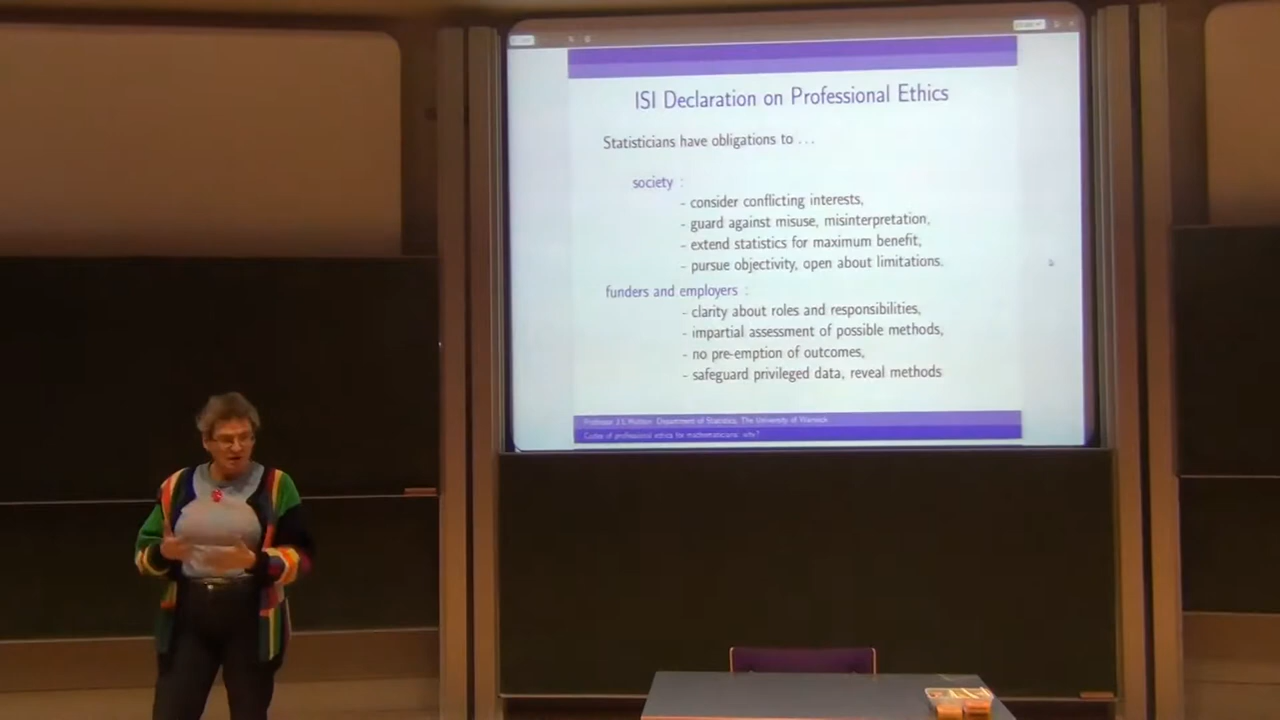 ISI Declaration on Professional Ethics
Statisticians have obligations to ...
society :
- consider conflicting interests,
- guard against misuse, misinterpretation,
- extend statistics for maximum benefit,
- pursue objectivity, open about limitations.
funders and employers :
- clarity about roles and responsibilities,
- impartial assessment of possible methods,
- no pre-emption of outcomes,
- safeguard privileged data, reveal methods
Professor J.L. Department of Statistics, The University of Warwick
Codes of professional ethics for mathematicians: why?